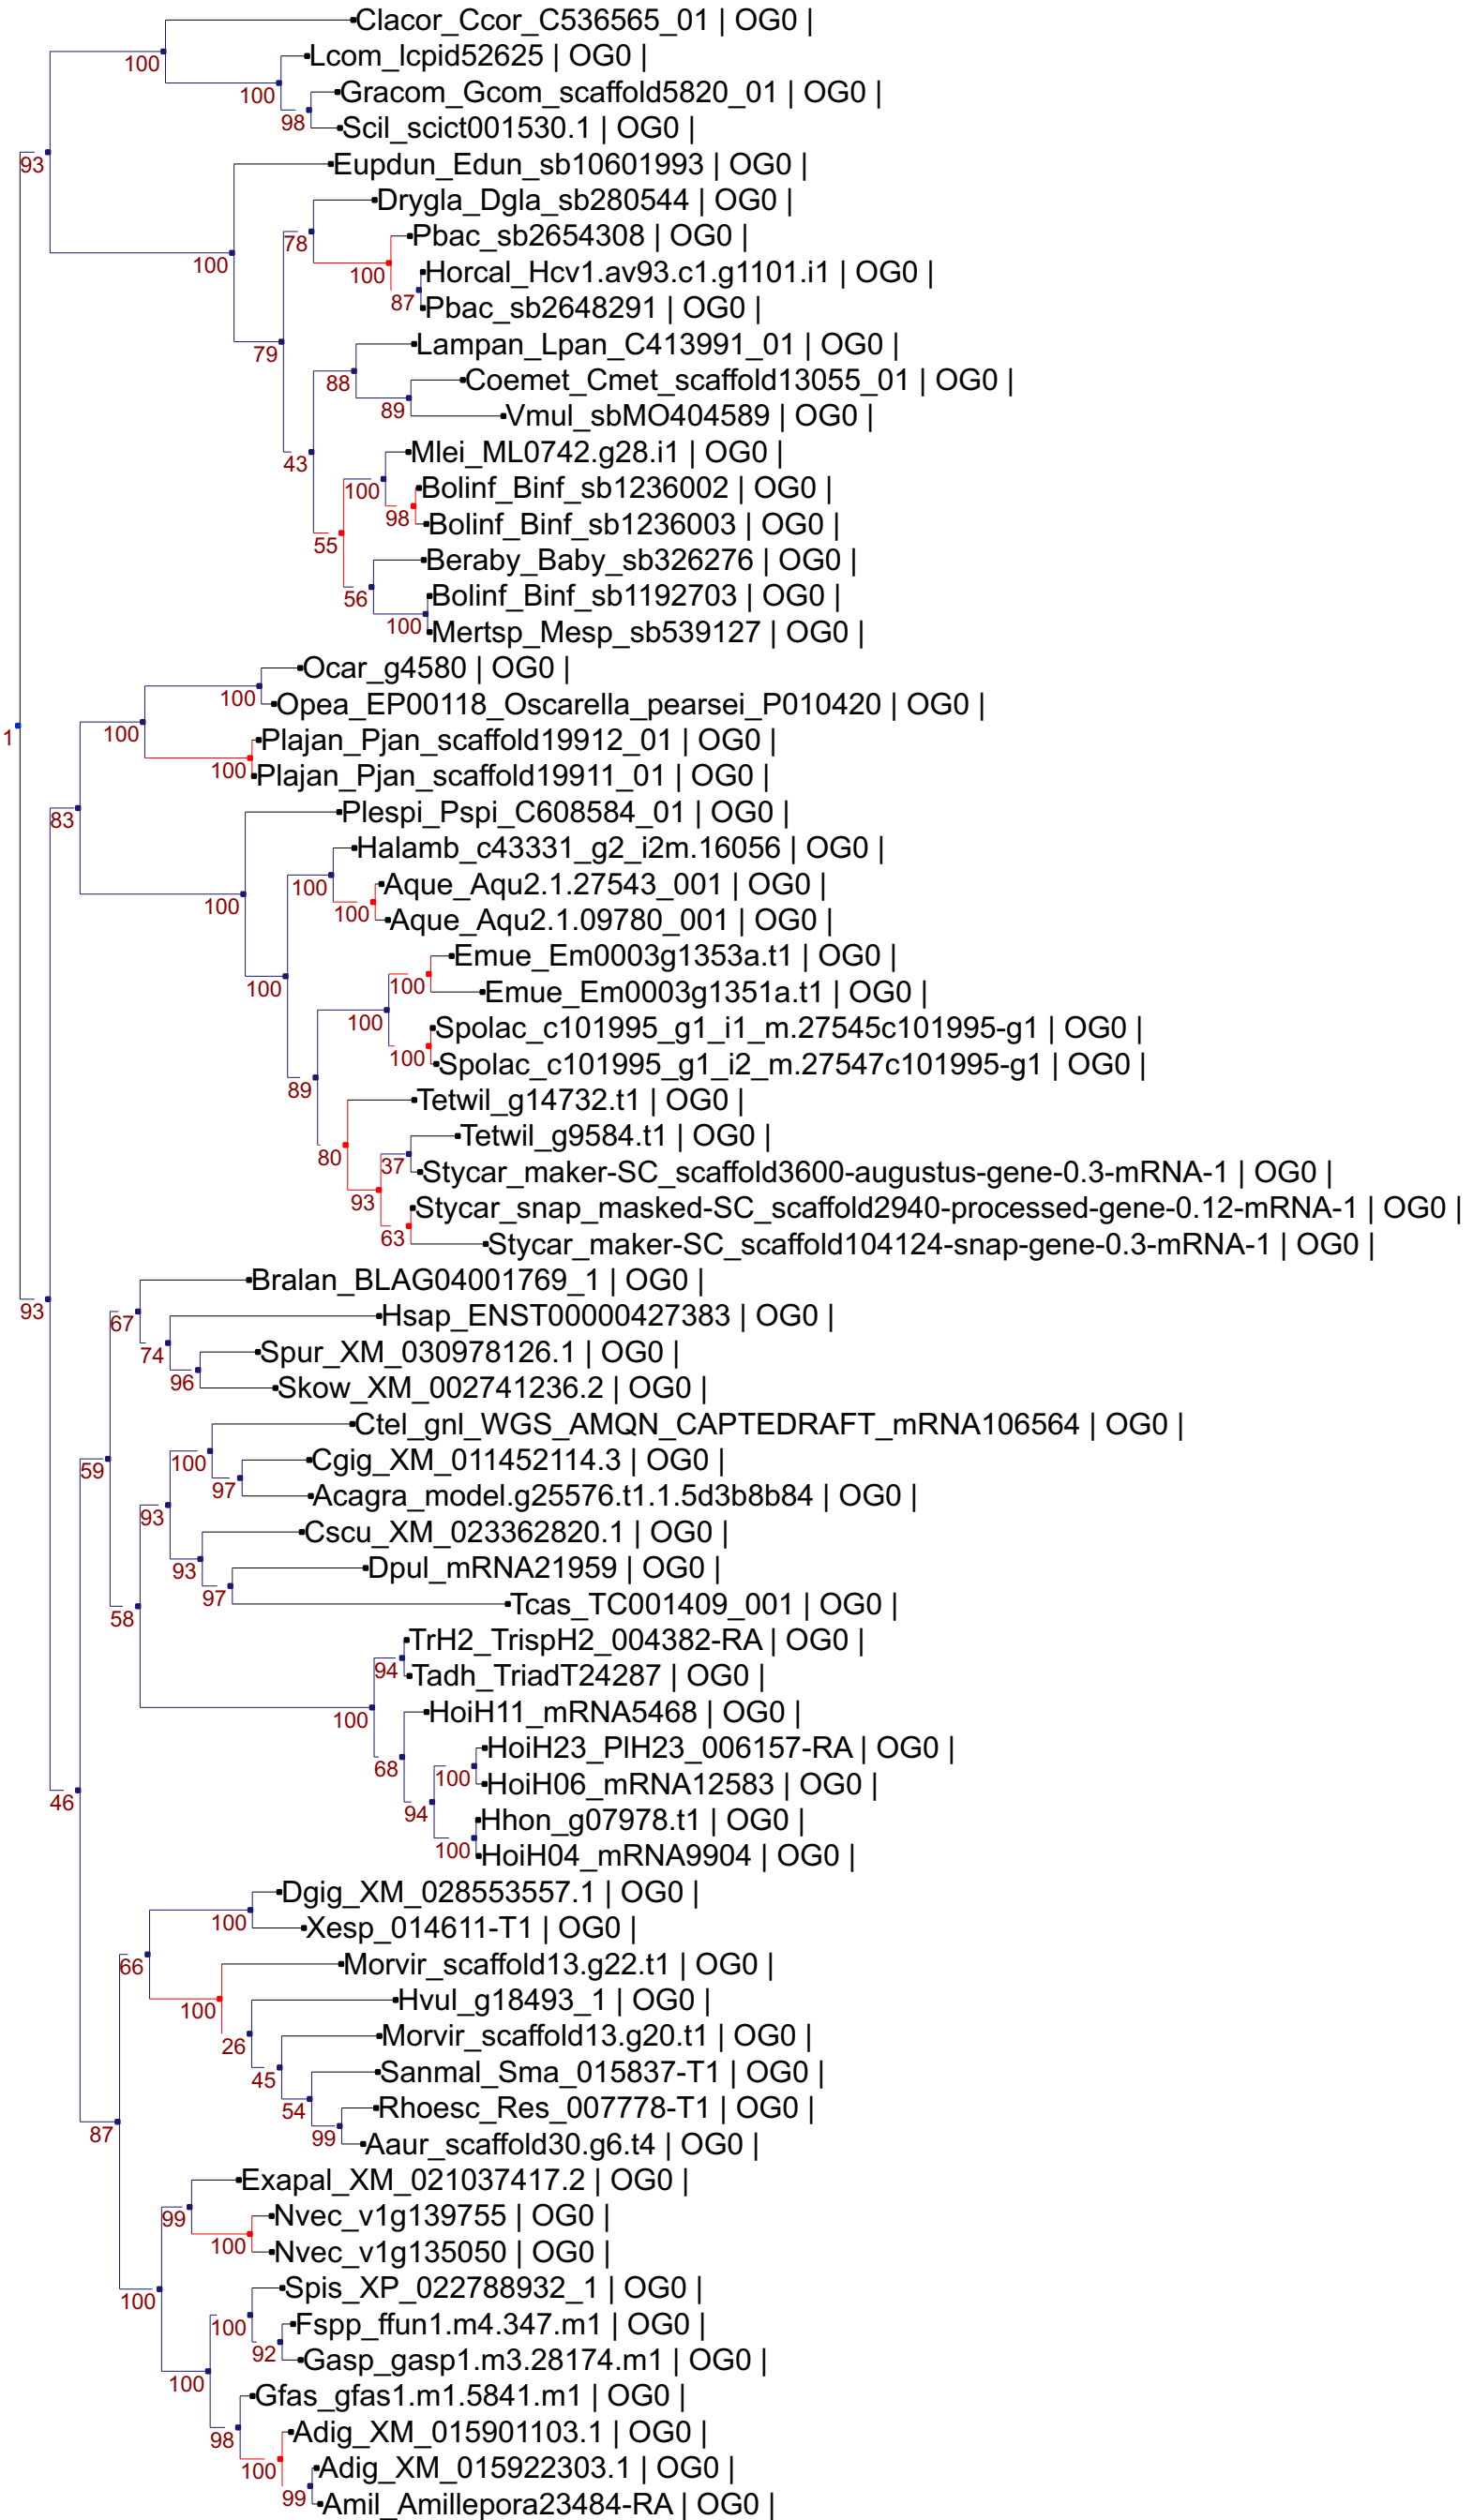 Clacor_Ccor_C536565_01 | OG0 |
100
Lcom_lcpid52625 | OG0 |
100
Gracom_Gcom_scaffold5820_01 | OG0 |
98
Scil_scict001530.1 | OG0 |
93
Eupdun_Edun_sb10601993 | OG0 |
Drygla_Dgla_sb280544 | OG0 |
78
Pbac_sb2654308 | OG0 |
100
100
Horcal_Hcv1.av93.c1.g1101.i1 | OG0 |
87
Pbac_sb2648291 | OG0 |
79
Lampan_Lpan_C413991_01 | OG0 |
88
Coemet_Cmet_scaffold13055_01 | OG0 |
89
Vmul_sbMO404589 | OG0 |
43
Mlei_ML0742.g28.i1 | OG0 |
100
Bolinf_Binf_sb1236002 | OG0 |
98
Bolinf_Binf_sb1236003 | OG0 |
55
Beraby_Baby_sb326276 | OG0 |
56
Bolinf_Binf_sb1192703 | OG0 |
100
Mertsp_Mesp_sb539127 | OG0 |
Ocar_g4580 | OG0 |
100
Opea_EP00118_Oscarella_pearsei_P010420 | OG0 |
1
100
Plajan_Pjan_scaffold19912_01 | OG0 |
100
Plajan_Pjan_scaffold19911_01 | OG0 |
83
Plespi_Pspi_C608584_01 | OG0 |
Halamb_c43331_g2_i2m.16056 | OG0 |
100
Aque_Aqu2.1.27543_001 | OG0 |
100
100
Aque_Aqu2.1.09780_001 | OG0 |
Emue_Em0003g1353a.t1 | OG0 |
100
100
Emue_Em0003g1351a.t1 | OG0 |
100
Spolac_c101995_g1_i1_m.27545c101995-g1 | OG0 |
100
Spolac_c101995_g1_i2_m.27547c101995-g1 | OG0 |
89
Tetwil_g14732.t1 | OG0 |
80
Tetwil_g9584.t1 | OG0 |
37
Stycar_maker-SC_scaffold3600-augustus-gene-0.3-mRNA-1 | OG0 |
93
Stycar_snap_masked-SC_scaffold2940-processed-gene-0.12-mRNA-1 | OG0 |
63
Stycar_maker-SC_scaffold104124-snap-gene-0.3-mRNA-1 | OG0 |
Bralan_BLAG04001769_1 | OG0 |
93
67
Hsap_ENST00000427383 | OG0 |
74
Spur_XM_030978126.1 | OG0 |
96
Skow_XM_002741236.2 | OG0 |
Ctel_gnl_WGS_AMQN_CAPTEDRAFT_mRNA106564 | OG0 |
59
100
Cgig_XM_011452114.3 | OG0 |
97
Acagra_model.g25576.t1.1.5d3b8b84 | OG0 |
93
Cscu_XM_023362820.1 | OG0 |
93
Dpul_mRNA21959 | OG0 |
97
Tcas_TC001409_001 | OG0 |
58
TrH2_TrispH2_004382-RA | OG0 |
94
Tadh_TriadT24287 | OG0 |
100
HoiH11_mRNA5468 | OG0 |
68
HoiH23_PlH23_006157-RA | OG0 |
100
HoiH06_mRNA12583 | OG0 |
46
94
Hhon_g07978.t1 | OG0 |
100
HoiH04_mRNA9904 | OG0 |
Dgig_XM_028553557.1 | OG0 |
100
Xesp_014611-T1 | OG0 |
66
Morvir_scaffold13.g22.t1 | OG0 |
100
Hvul_g18493_1 | OG0 |
26
Morvir_scaffold13.g20.t1 | OG0 |
45
Sanmal_Sma_015837-T1 | OG0 |
54
Rhoesc_Res_007778-T1 | OG0 |
87
99
Aaur_scaffold30.g6.t4 | OG0 |
Exapal_XM_021037417.2 | OG0 |
99
Nvec_v1g139755 | OG0 |
100
Nvec_v1g135050 | OG0 |
100
Spis_XP_022788932_1 | OG0 |
100
Fspp_ffun1.m4.347.m1 | OG0 |
92
Gasp_gasp1.m3.28174.m1 | OG0 |
100
Gfas_gfas1.m1.5841.m1 | OG0 |
98
Adig_XM_015901103.1 | OG0 |
100
Adig_XM_015922303.1 | OG0 |
99
Amil_Amillepora23484-RA | OG0 |